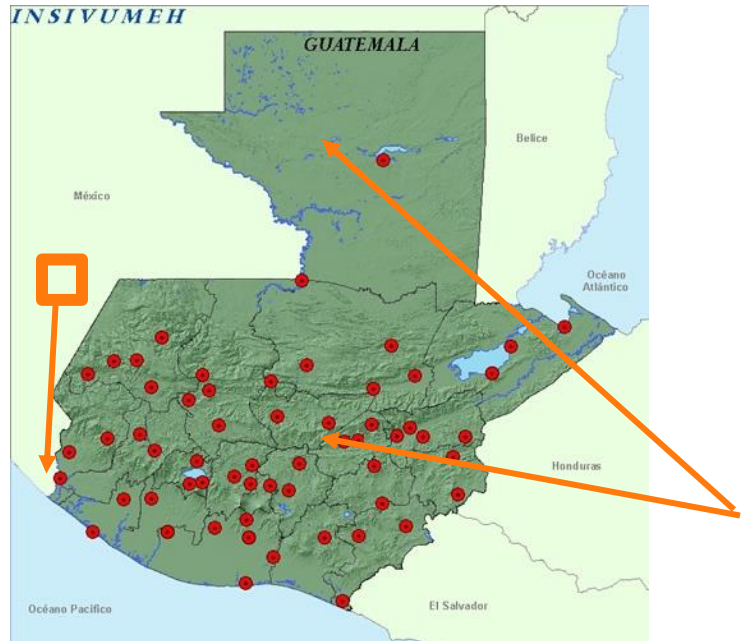 INSIVUMEH
GUATEMALA
Belice
México
Océano
Atlántico
Honduras
El Salvador
Océano Pacífico